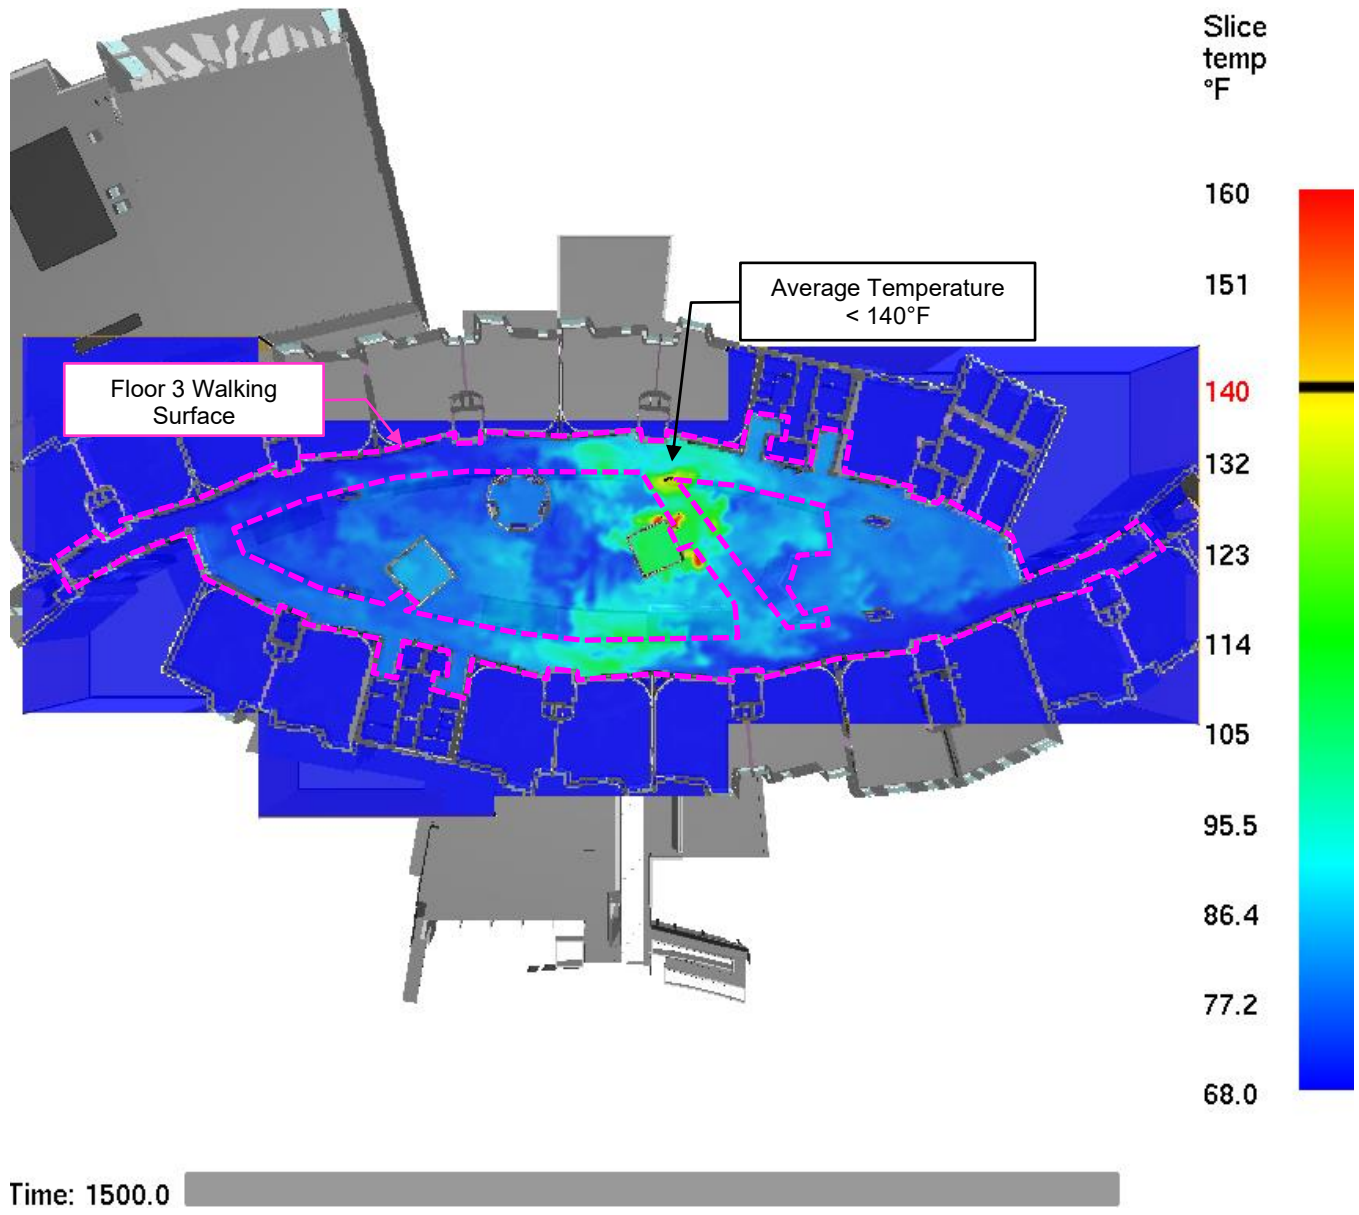 Slice
temp
°F
160
151
140
132
123
114
105
95.5
86.4
77.2
68.0
Average Temperature
< 140°F
Floor 3 Walking
Surface
Time: 1500.0